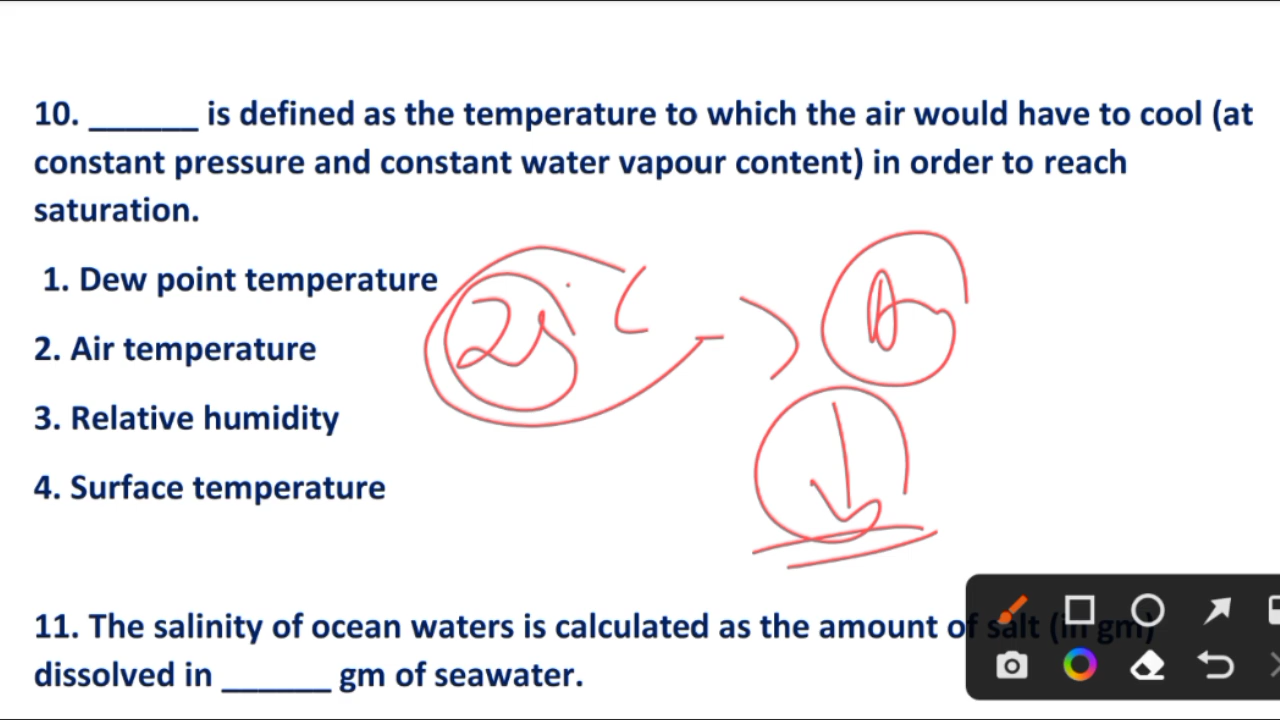 10. ______ is defined as the temperature to which the air would have to cool (at
constant pressure and constant water vapour content) in order to reach
saturation.
1. Dew point temperature
2. Air temperature
3. Relative humidity
4. Surface temperature
11. The salinity of ocean waters is calculated as the amount of salt (in gm)
dissolved in ______ gm of seawater.